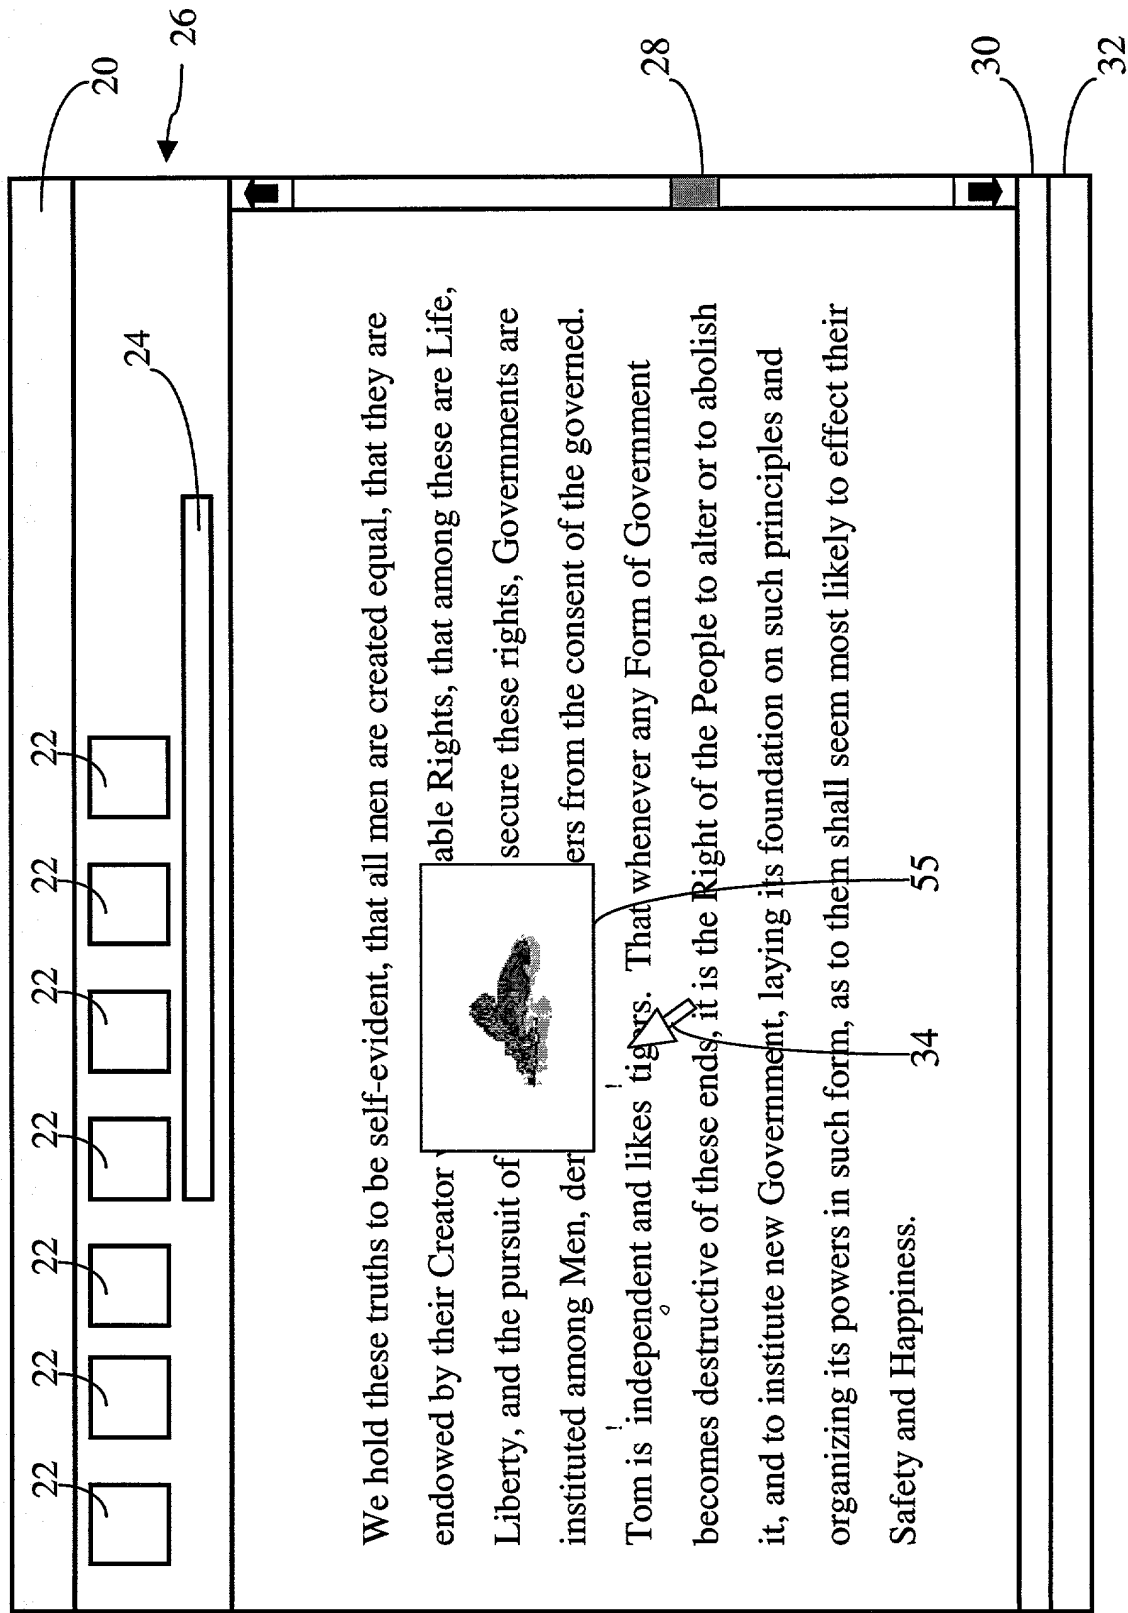 22 22 22 22 22 22 22
20
24
26
We hold these truths to be self-evident, that all men are created equal, that they are
endowed by their Creator able Rights, that among these are Life,
Liberty, and the pursuit of secure these rights, Governments are
instituted among Men, der ers from the consent of the governed.
Tom is independent and likes tigers. That whenever any Form of Government
28
becomes destructive of these ends, it is the Right of the People to alter or to abolish
it, and to institute new Government, laying its foundation on such principles and
organizing its powers in such form, as to them shall seem most likely to effect their
Safety and Happiness.
34 55
30
32